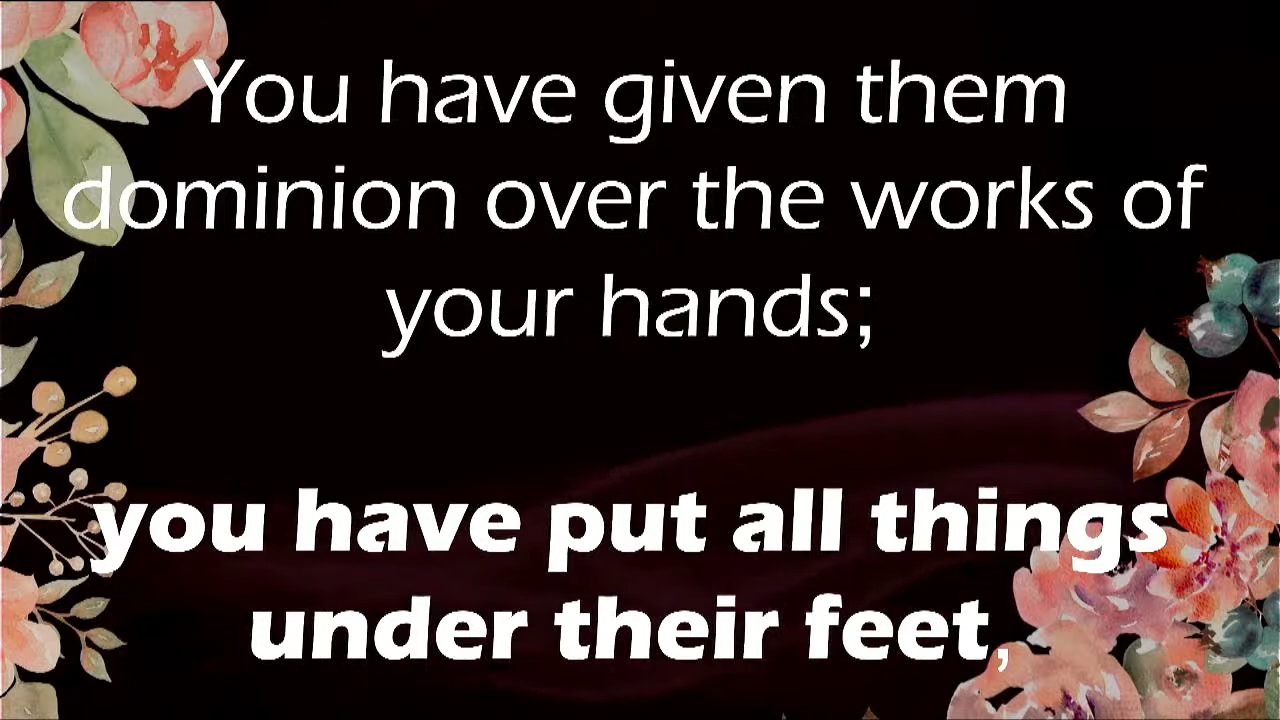 You have given them
dominion over the works of
your hands;
you have put all things
under their feet,